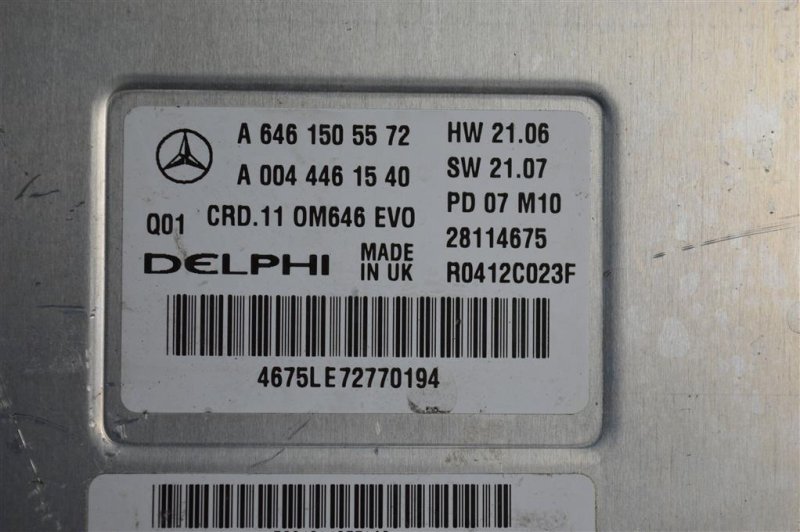 A 646 150 55 72 HW 21.06
A 004 446 15 40 SW 21.07
Q01 CRD.11 OM646 EVO PD 07 M10
28114675
DELPHI MADE IN UK R0412C023F
4675LE72770194